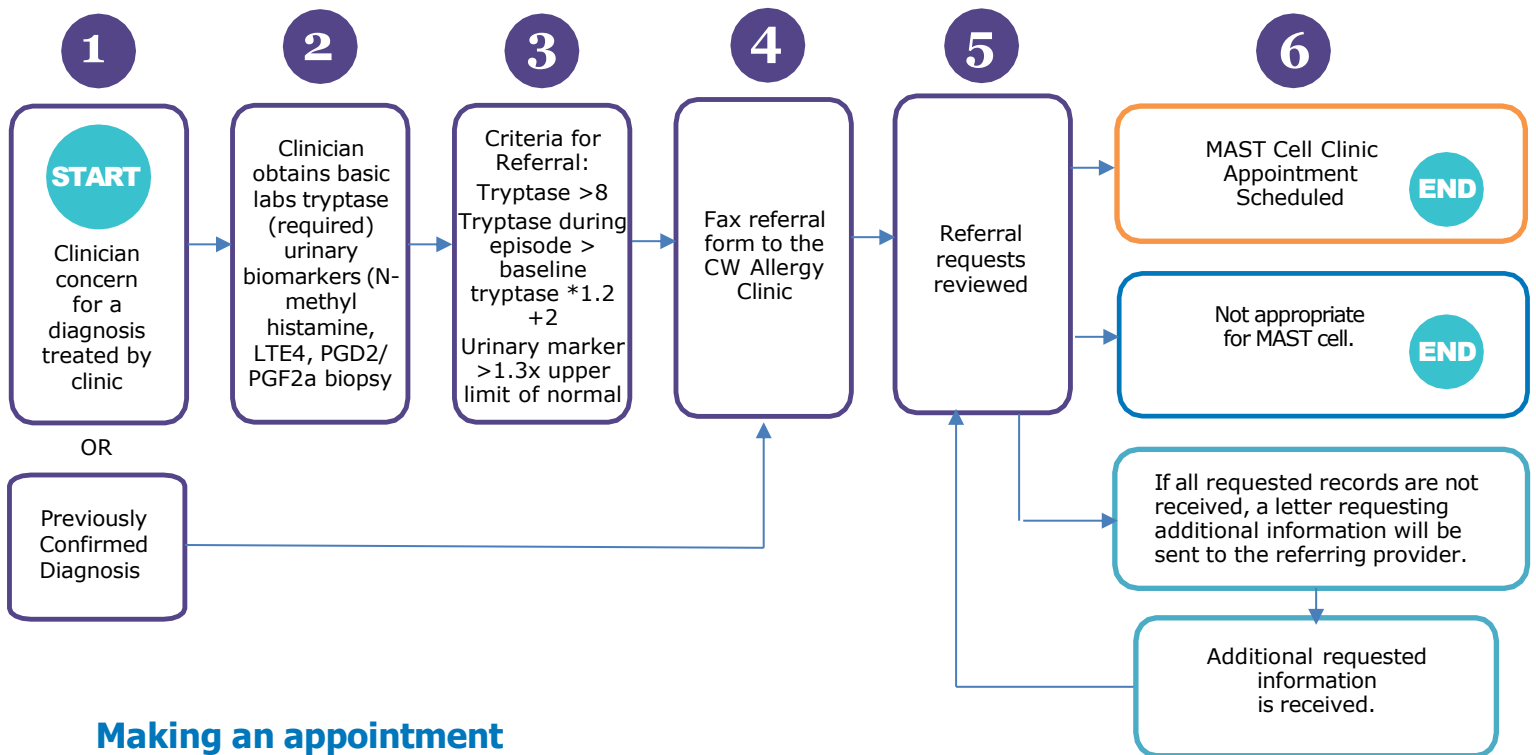 1
2
3
4
5
6
START
Clinician
concern
for a
diagnosis
treated by
clinic
OR
Previously
Confirmed
Diagnosis
Clinician
obtains basic
labs tryptase
(required)
urinary
biomarkers (N-
methyl
histamine,
LTE4, PGD2/
PGF2a biopsy
Criteria for
Referral:
Tryptase >8
Tryptase during
episode >
baseline
tryptase *1.2
+2
Urinary marker
>1.3x upper
limit of normal
Fax referral
form to the
CW Allergy
Clinic
Referral
requests
reviewed
MAST Cell Clinic
Appointment
Scheduled
END
Not appropriate
for MAST cell.
END
If all requested records are not
received, a letter requesting
additional information will be
sent to the referring provider.
Additional requested
information
is received.
Making an appointment